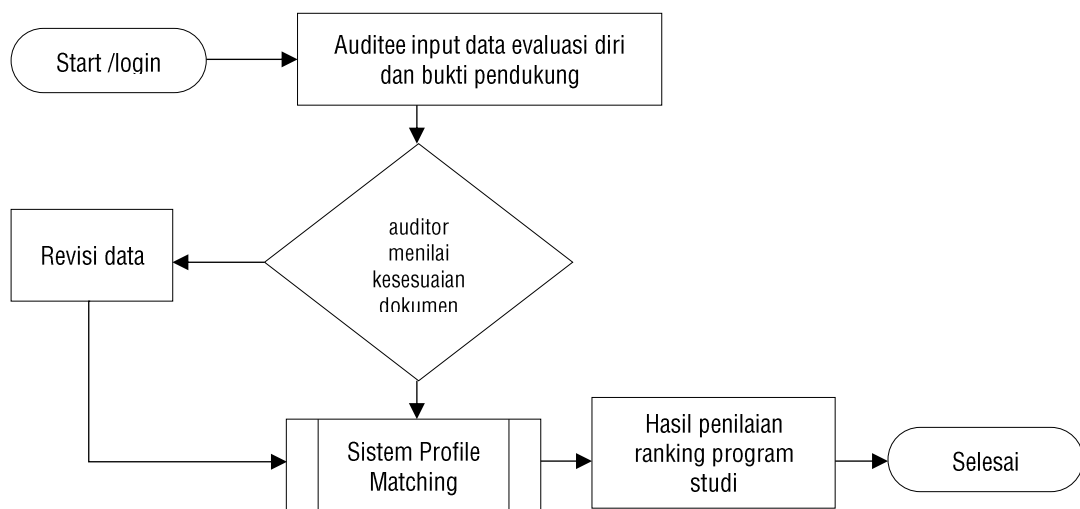 Start /login
Auditee input data evaluasi diri
dan bukti pendukung
auditor
menilai
kesesuaian
dokumen
Revisi data
Sistem Profile
Matching
Hasil penilaian
ranking program
studi
Selesai